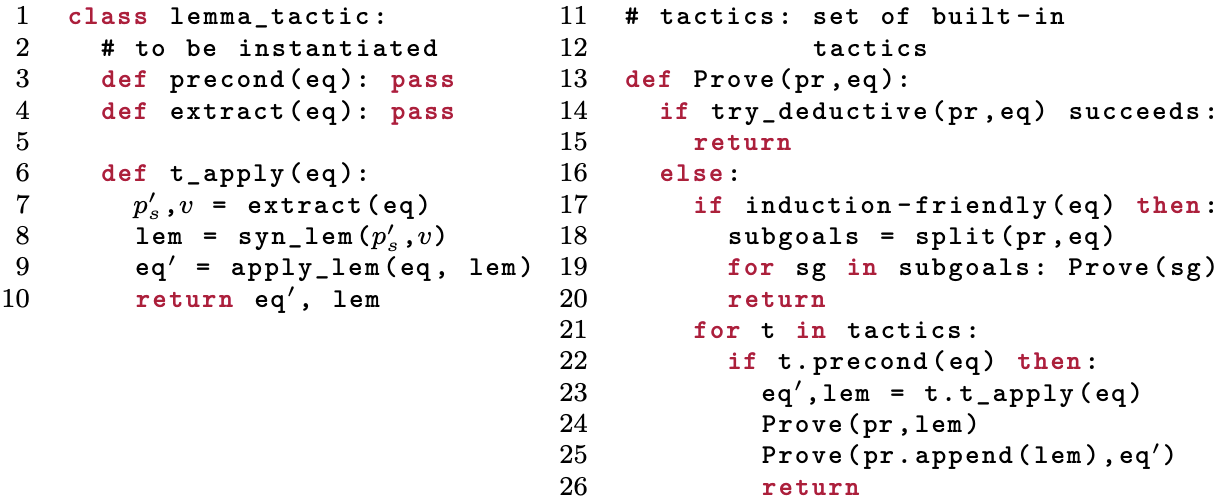 1 class lemma_tactic:
2 # to be instantiated
3 def precond(eq): pass
4 def extract(eq): pass
5
6 def t_apply(eq):
7 p′ₛ,v = extract(eq)
8 lem = syn_lem(p′ₛ,v)
9 eq′ = apply_lem(eq, lem)
10 return eq′, lem
11 # tactics: set of built-in
12 tactics
13 def Prove(pr,eq):
14 if try_deductive(pr,eq) succeeds:
15 return
16 else:
17 if induction-friendly(eq) then:
18 subgoals = split(pr,eq)
19 for sg in subgoals: Prove(sg)
20 return
21 for t in tactics:
22 if t.precond(eq) then:
23 eq′,lem = t.t_apply(eq)
24 Prove(pr,lem)
25 Prove(pr.append(lem),eq′)
26 return